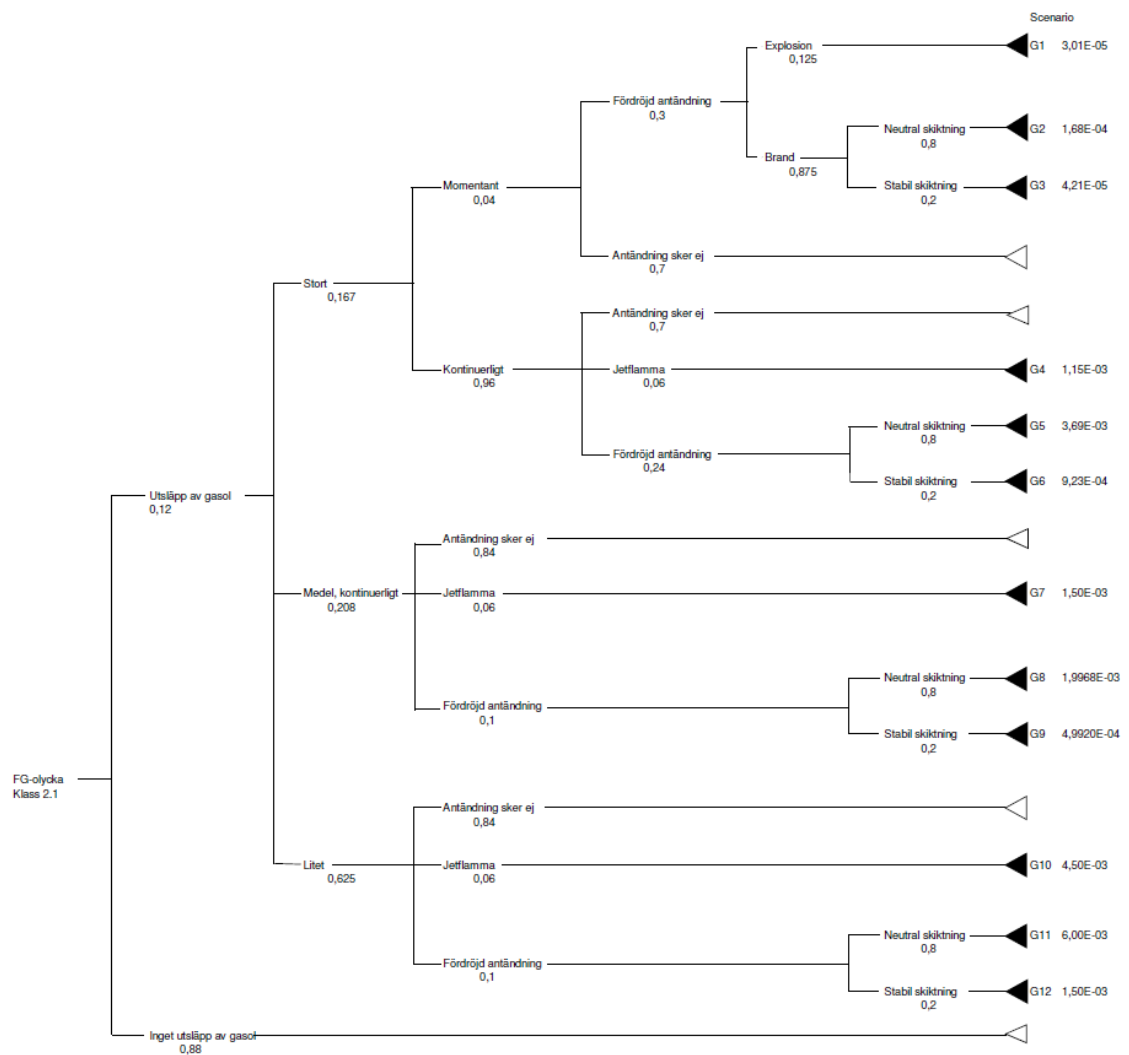 Scenario
Explosion
0,125
G1 3,01E-05
Fördröjd antändning
0,3
Neutral skiktning
0,8
G2 1,68E-04
Brand
0,875
Momentant
0,04
Stabil skiktning
0,2
G3 4,21E-05
Antändning sker ej
0,7
Stort
0,167
Antändning sker ej
0,7
Kontinuerligt
0,96
Jetflamma
0,06
G4 1,15E-03
Neutral skiktning
0,8
G5 3,69E-03
Fördröjd antändning
0,24
Stabil skiktning
0,2
G6 9,23E-04
Utsläpp av gasol
0,12
Antändning sker ej
0,84
Medel, kontinuerligt
0,208
Jetflamma
0,06
G7 1,50E-03
Neutral skiktning
0,8
G8 1,9968E-03
Fördröjd antändning
0,1
Stabil skiktning
0,2
G9 4,9920E-04
FG-olycka
Klass 2.1
Antändning sker ej
0,84
Litet
0,625
Jetflamma
0,06
G10 4,50E-03
Neutral skiktning
0,8
G11 6,00E-03
Fördröjd antändning
0,1
Stabil skiktning
0,2
G12 1,50E-03
Inget utsläpp av gasol
0,88